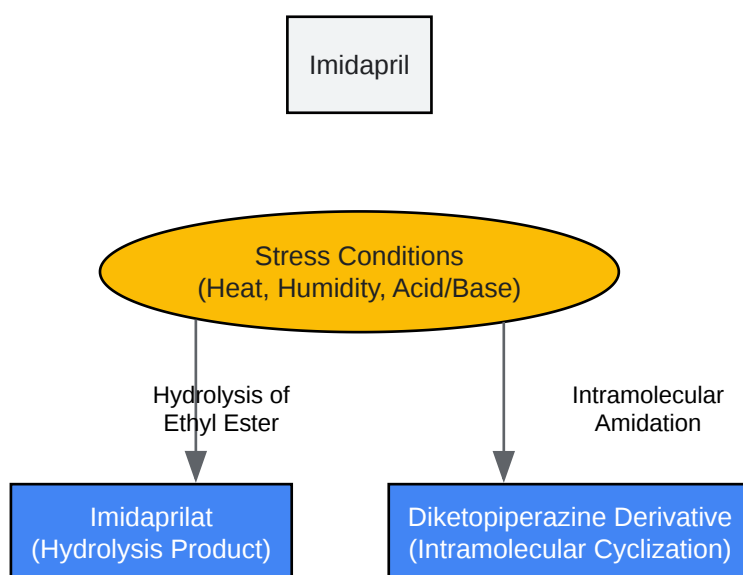 Imidapril
Stress Conditions
(Heat, Humidity, Acid/Base)
Hydrolysis of
Ethyl Ester
Intramolecular
Amidation
Imidaprilat
(Hydrolysis Product)
Diketopiperazine Derivative
(Intramolecular Cyclization)